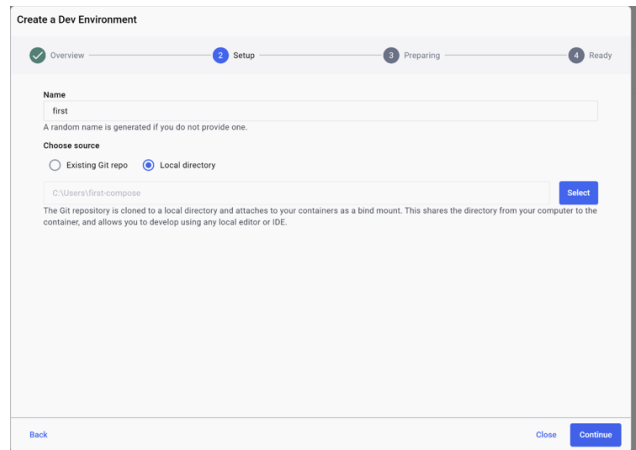 Create a Dev Environment
Overview 2 Setup 3 Preparing 4 Ready
Name
first
A random name is generated if you do not provide one.
Choose source
Existing Git repo Local directory
C:\Users\first-compose Select
The Git repository is cloned to a local directory and attaches to your containers as a bind mount. This shares the directory from your computer to the
container, and allows you to develop using any local editor or IDE.
Back Close Continue